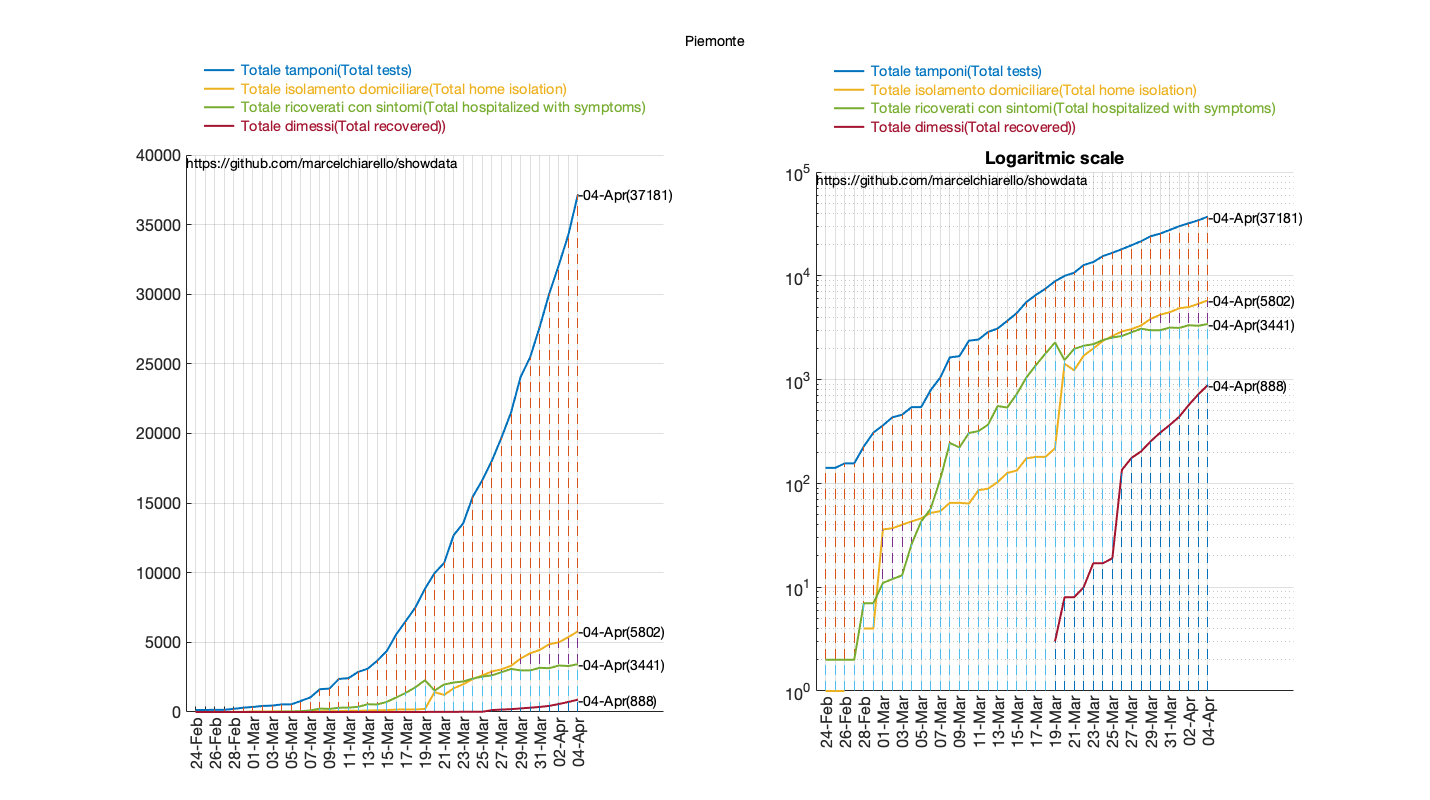 Piemonte
Totale tamponi(Total tests)
Totale isolamento domiciliare(Total home isolation)
Totale ricoverati con sintomi(Total hospitalized with symptoms)
Totale dimessi(Total recovered))
https://github.com/marcelchiarello/showdata
40000
35000
30000
25000
20000
15000
10000
5000
0
-04-Apr(37181)
-04-Apr(5802)
-04-Apr(3441)
-04-Apr(888)
24-Feb
26-Feb
28-Feb
01-Mar
03-Mar
05-Mar
07-Mar
09-Mar
11-Mar
13-Mar
15-Mar
17-Mar
19-Mar
21-Mar
23-Mar
25-Mar
27-Mar
29-Mar
31-Mar
02-Apr
04-Apr
Totale tamponi(Total tests)
Totale isolamento domiciliare(Total home isolation)
Totale ricoverati con sintomi(Total hospitalized with symptoms)
Totale dimessi(Total recovered))
Logaritmic scale
https://github.com/marcelchiarello/showdata
10^5
10^4
10^3
10^2
10^1
10^0
-04-Apr(37181)
-04-Apr(5802)
-04-Apr(3441)
-04-Apr(888)
24-Feb
26-Feb
28-Feb
01-Mar
03-Mar
05-Mar
07-Mar
09-Mar
11-Mar
13-Mar
15-Mar
17-Mar
19-Mar
21-Mar
23-Mar
25-Mar
27-Mar
29-Mar
31-Mar
02-Apr
04-Apr